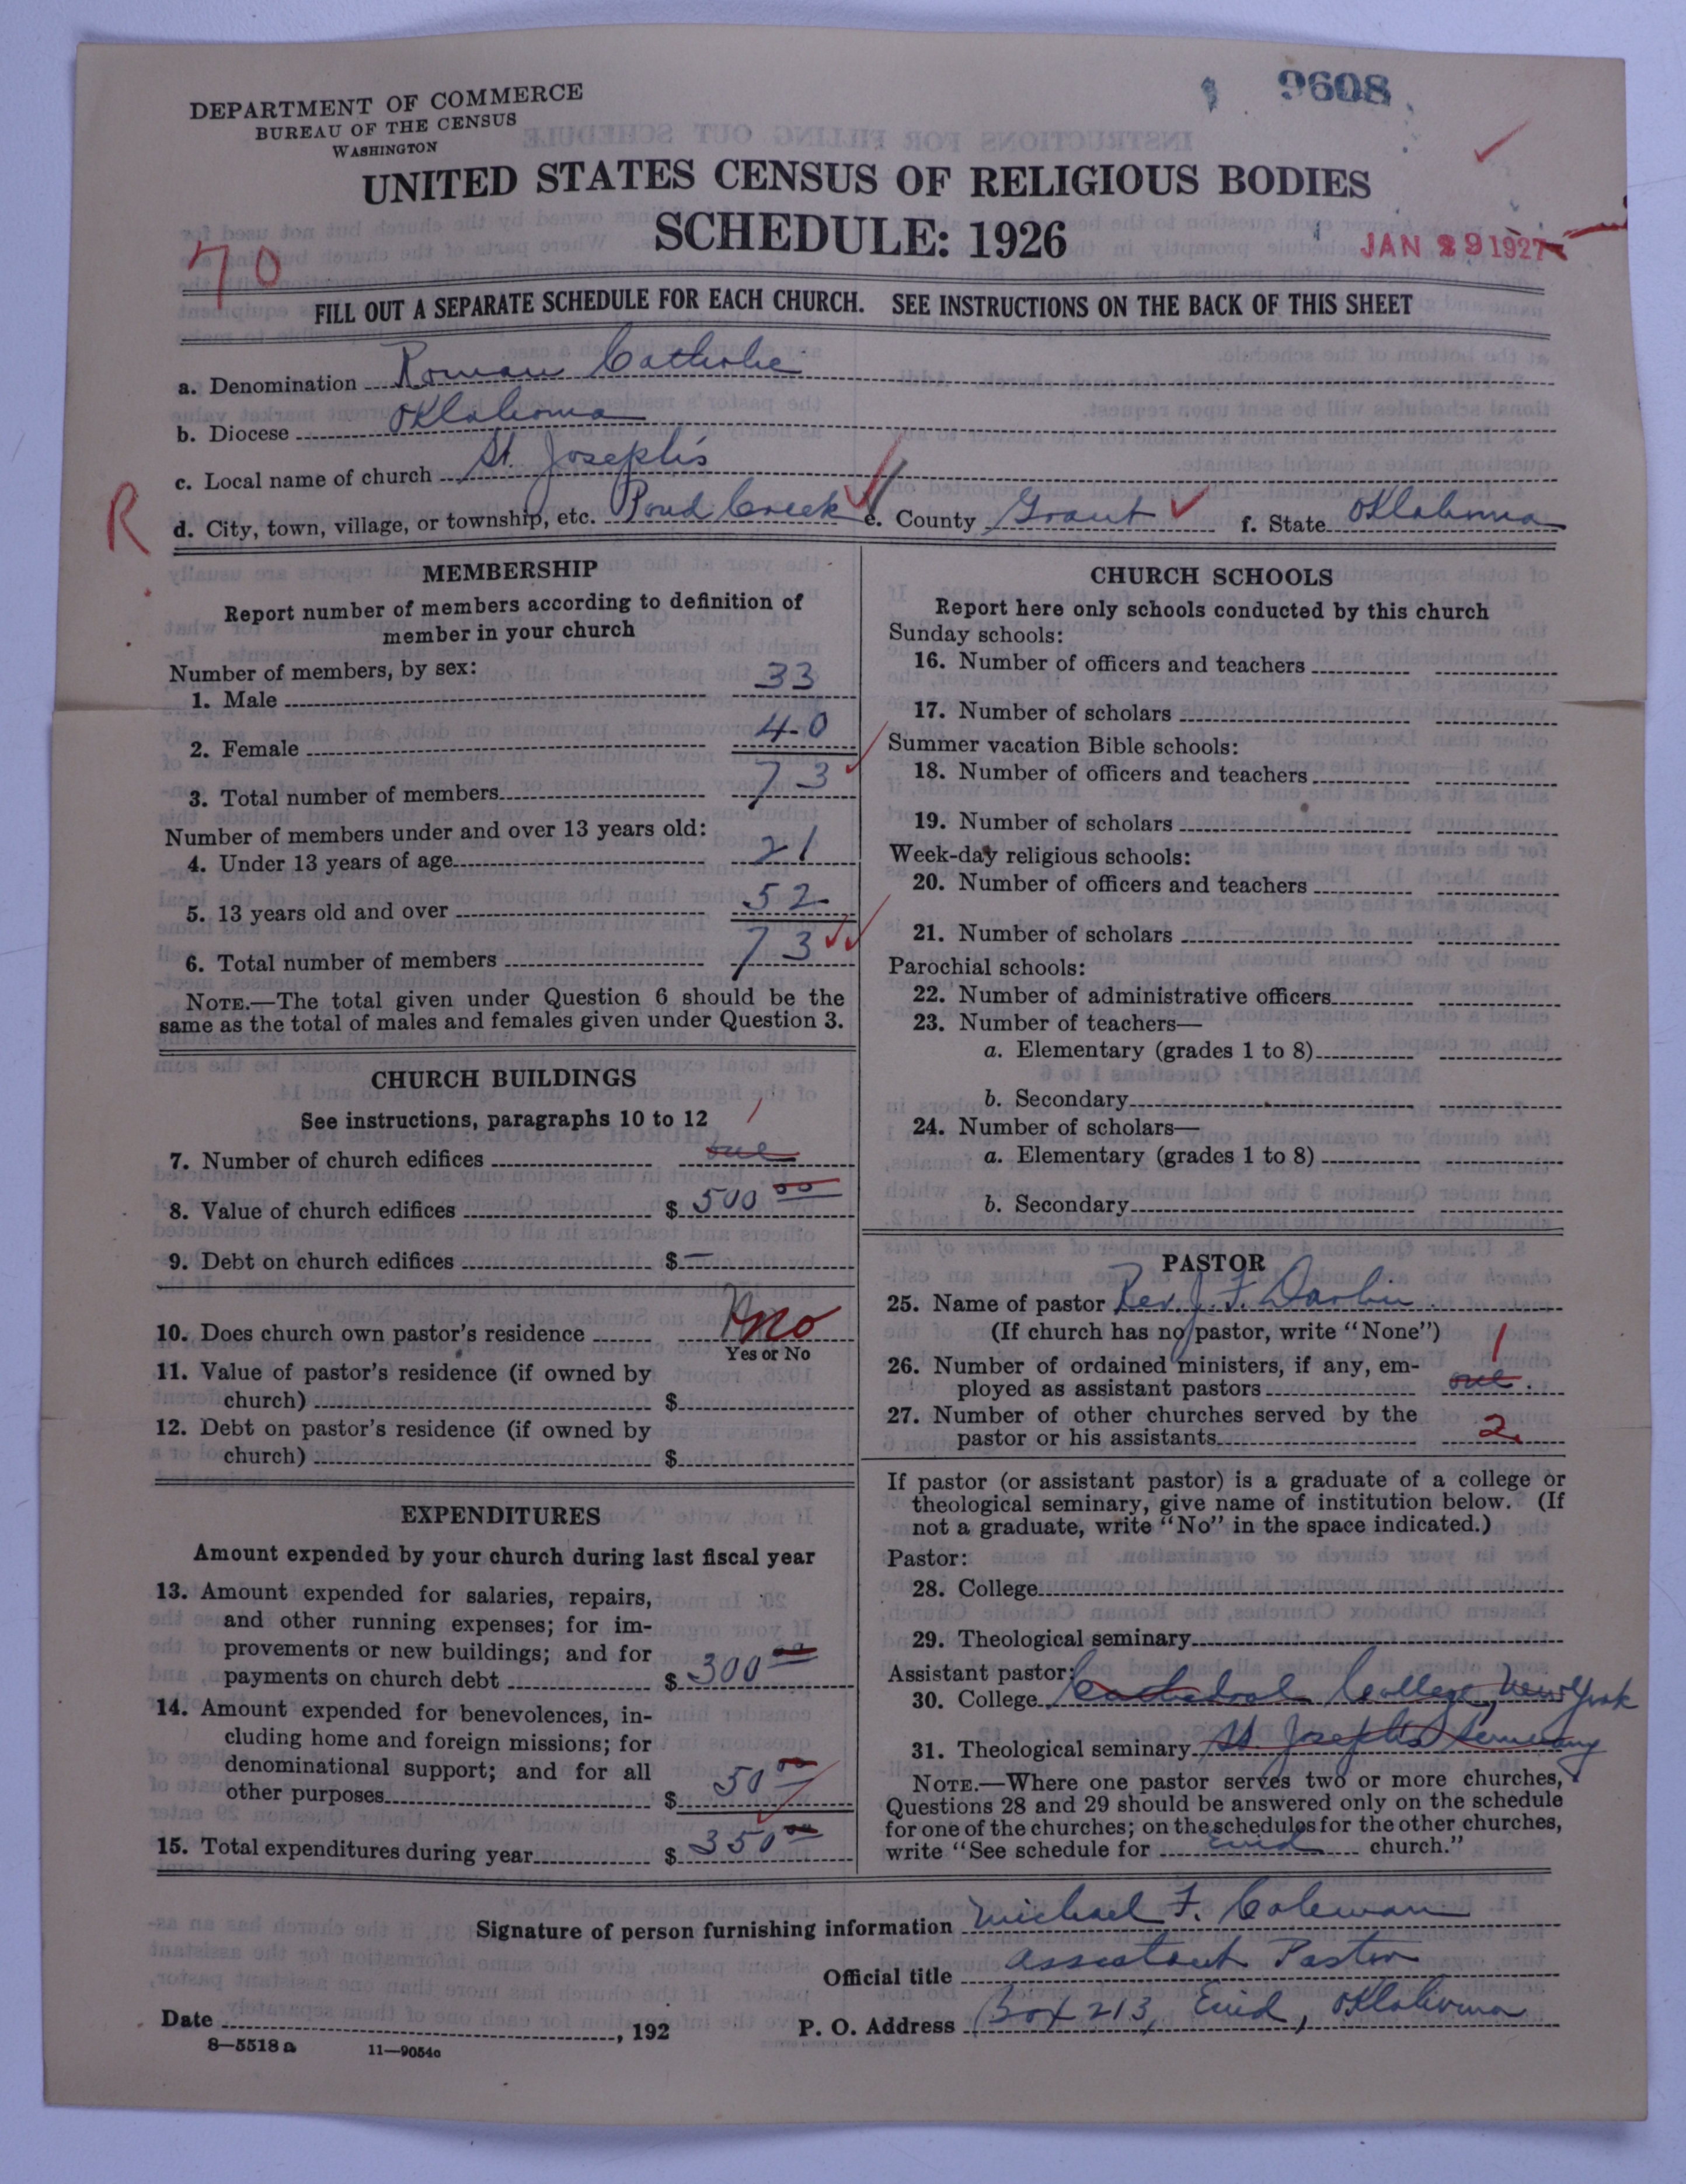 9608
DEPARTMENT OF COMMERCE
BUREAU OF THE CENSUS
WASHINGTON
UNITED STATES CENSUS OF RELIGIOUS BODIES
SCHEDULE: 1926
JAN 29 1927
70
FILL OUT A SEPARATE SCHEDULE FOR EACH CHURCH. SEE INSTRUCTIONS ON THE BACK OF THIS SHEET
a. Denomination Roman Catholic
b. Diocese Oklahoma
c. Local name of church St. Joseph's
R
d. City, town, village, or township, etc. Pond Creek e. County Grant f. State Oklahoma
MEMBERSHIP
Report number of members according to definition of
member in your church
Number of members, by sex:
1. Male 33
2. Female 40
3. Total number of members 73
Number of members under and over 13 years old:
4. Under 13 years of age 21
5. 13 years old and over 52
6. Total number of members 73
NOTE.—The total given under Question 6 should be the
same as the total of males and females given under Question 3.
CHURCH BUILDINGS
See instructions, paragraphs 10 to 12
1
7. Number of church edifices one
8. Value of church edifices $ 500 00
9. Debt on church edifices $ —
10. Does church own pastor's residence No
Yes or No
11. Value of pastor's residence (if owned by
church) $
12. Debt on pastor's residence (if owned by
church) $
EXPENDITURES
Amount expended by your church during last fiscal year
13. Amount expended for salaries, repairs,
and other running expenses; for im-
provements or new buildings; and for
payments on church debt $ 300 00
14. Amount expended for benevolences, in-
cluding home and foreign missions; for
denominational support; and for all
other purposes $ 50 00
15. Total expenditures during year $ 350 00
CHURCH SCHOOLS
Report here only schools conducted by this church
Sunday schools:
16. Number of officers and teachers
17. Number of scholars
Summer vacation Bible schools:
18. Number of officers and teachers
19. Number of scholars
Week-day religious schools:
20. Number of officers and teachers
21. Number of scholars
Parochial schools:
22. Number of administrative officers
23. Number of teachers—
a. Elementary (grades 1 to 8)
b. Secondary
24. Number of scholars—
a. Elementary (grades 1 to 8)
b. Secondary
PASTOR
25. Name of pastor Rev. J. F.
(If church has no pastor, write "None")
1
26. Number of ordained ministers, if any, em-
ployed as assistant pastors one.
27. Number of other churches served by the
pastor or his assistants 2
If pastor (or assistant pastor) is a graduate of a college or
theological seminary, give name of institution below. (If
not a graduate, write "No" in the space indicated.)
Pastor:
28. College
29. Theological seminary
Assistant pastor:
30. College Cathedral College, New York
31. Theological seminary St Joseph's Seminary
NOTE.—Where one pastor serves two or more churches,
Questions 28 and 29 should be answered only on the schedule
for one of the churches; on the schedules for the other churches,
write "See schedule for Enid church."
Signature of person furnishing information Michael F. Coleman
Official title Assistant Pastor
Date , 192
P. O. Address Box 213, Enid, Oklahoma
8—5518 a 11—9054a